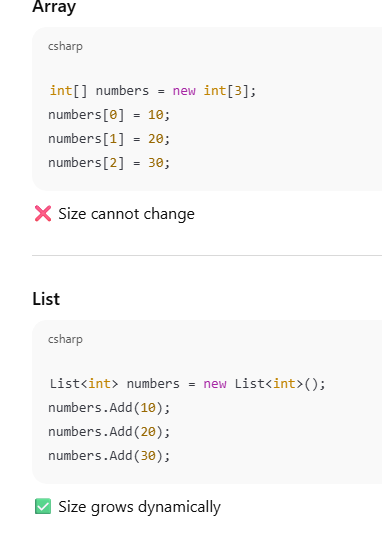 Array
csharp
int[] numbers = new int[3];
numbers[0] = 10;
numbers[1] = 20;
numbers[2] = 30;
❌ Size cannot change
List
csharp
List<int> numbers = new List<int>();
numbers.Add(10);
numbers.Add(20);
numbers.Add(30);
✅ Size grows dynamically